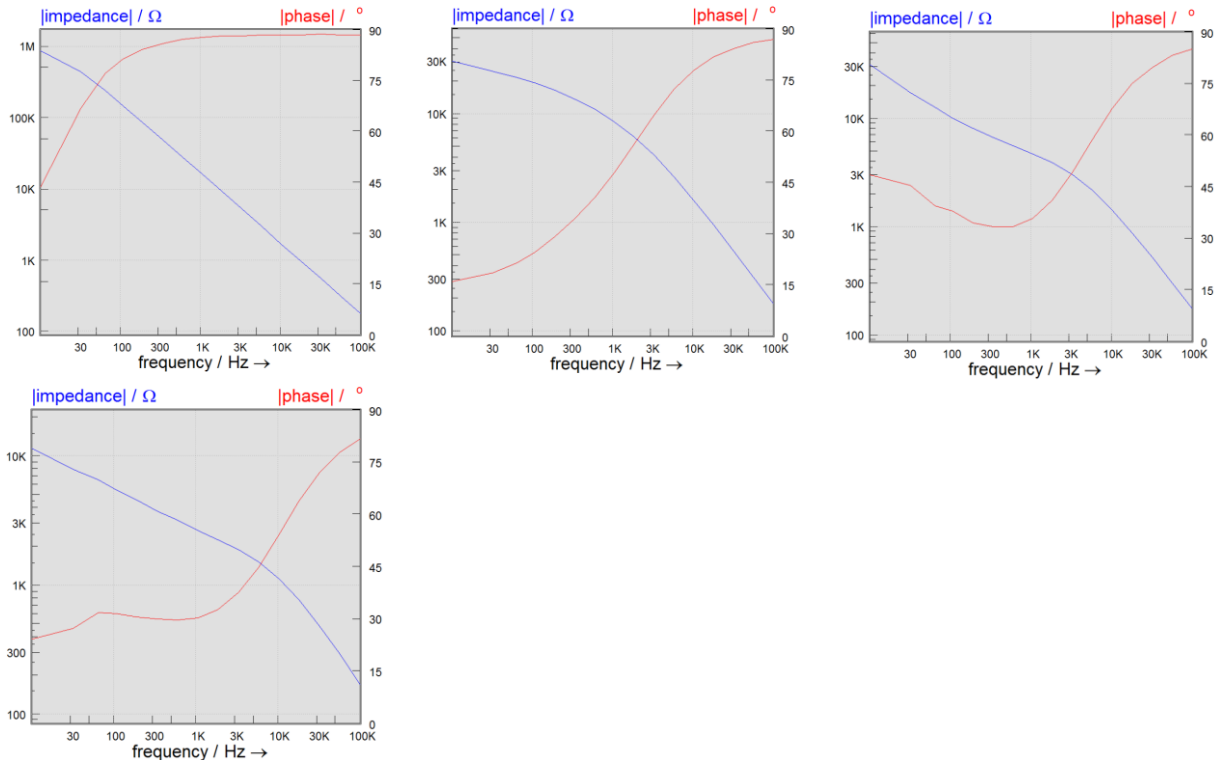 |impedance| / Ω |phase| / °
1M 90
75
100K 60
10K 45
30
1K 15
100 0
30 100 300 1K 3K 10K 30K 100K
frequency / Hz →
|impedance| / Ω |phase| / °
90
30K 75
10K 60
3K 45
1K 30
300 15
100 0
30 100 300 1K 3K 10K 30K 100K
frequency / Hz →
|impedance| / Ω |phase| / °
90
30K 75
10K 60
3K 45
1K 30
300 15
100 0
30 100 300 1K 3K 10K 30K 100K
frequency / Hz →
|impedance| / Ω |phase| / °
90
10K 75
3K 60
45
1K 30
300 15
100 0
30 100 300 1K 3K 10K 30K 100K
frequency / Hz →